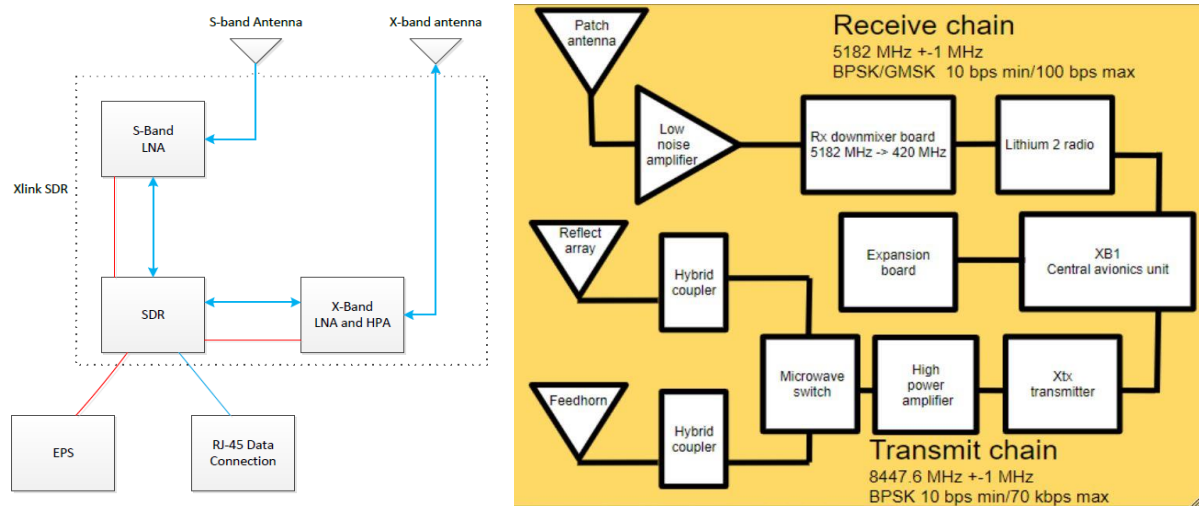 S-band Antenna
X-band antenna
S-Band
LNA
Xlink SDR
SDR
X-Band
LNA and HPA
EPS
RJ-45 Data
Connection
Receive chain
5182 MHz +-1 MHz
BPSK/GMSK 10 bps min/100 bps max
Patch
antenna
Low
noise
amplifier
Rx downmixer board
5182 MHz -> 420 MHz
Lithium 2 radio
Reflect
array
Hybrid
coupler
Expansion
board
XB1
Central avionics unit
Microwave
switch
High
power
amplifier
Xtx
transmitter
Feedhorn
Hybrid
coupler
Transmit chain
8447.6 MHz +-1 MHz
BPSK 10 bps min/70 kbps max